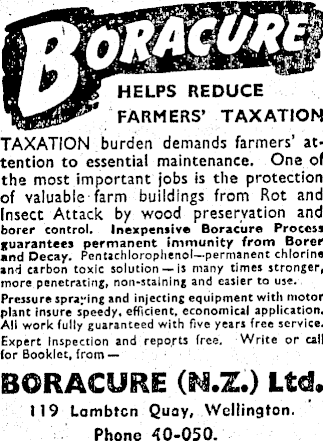 BORACURE
HELPS REDUCE
FARMERS' TAXATION
TAXATION burden demands farmers' at-
tention to essential maintenance. One of
the most important jobs is the protection
of valuable farm buildings from Rot and
Insect Attack by wood preservation and
borer control. Inexpensive Boracure Process
guarantees permanent immunity from Borer
and Decay. Pentachlorophenol—permanent chlorine
and carbon toxic solution—is many times stronger,
more penetrating, non-staining and easier to use.
Pressure spraying and injecting equipment with motor
plant insure speedy, efficient, economical application.
All work fully guaranteed with five years free service.
Expert Inspection and reports free. Write or call
for Booklet, from—
BORACURE (N.Z.) Ltd.
119 Lambton Quay, Wellington.
Phone 40-050.